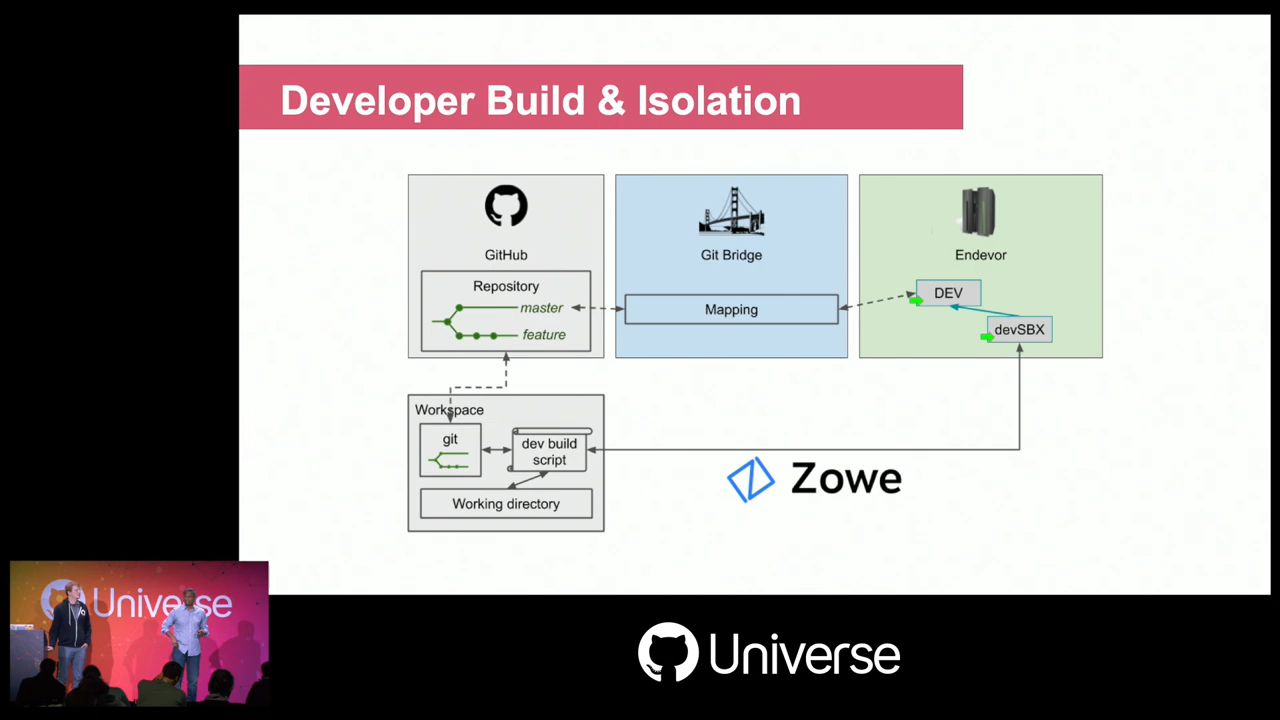 Developer Build & Isolation
GitHub
Repository
master
feature
Git Bridge
Mapping
Endevor
DEV
devSBX
Workspace
git
dev build
script
Working directory
Zowe
Universe
Universe